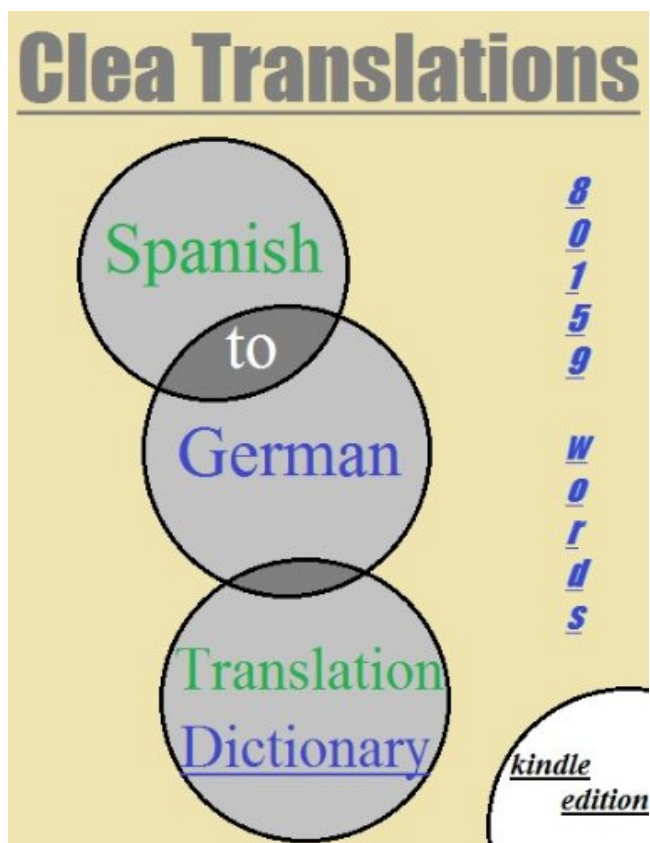 Clea Translations
Spanish
to
German
Translation
Dictionary
80159 words
kindle
edition